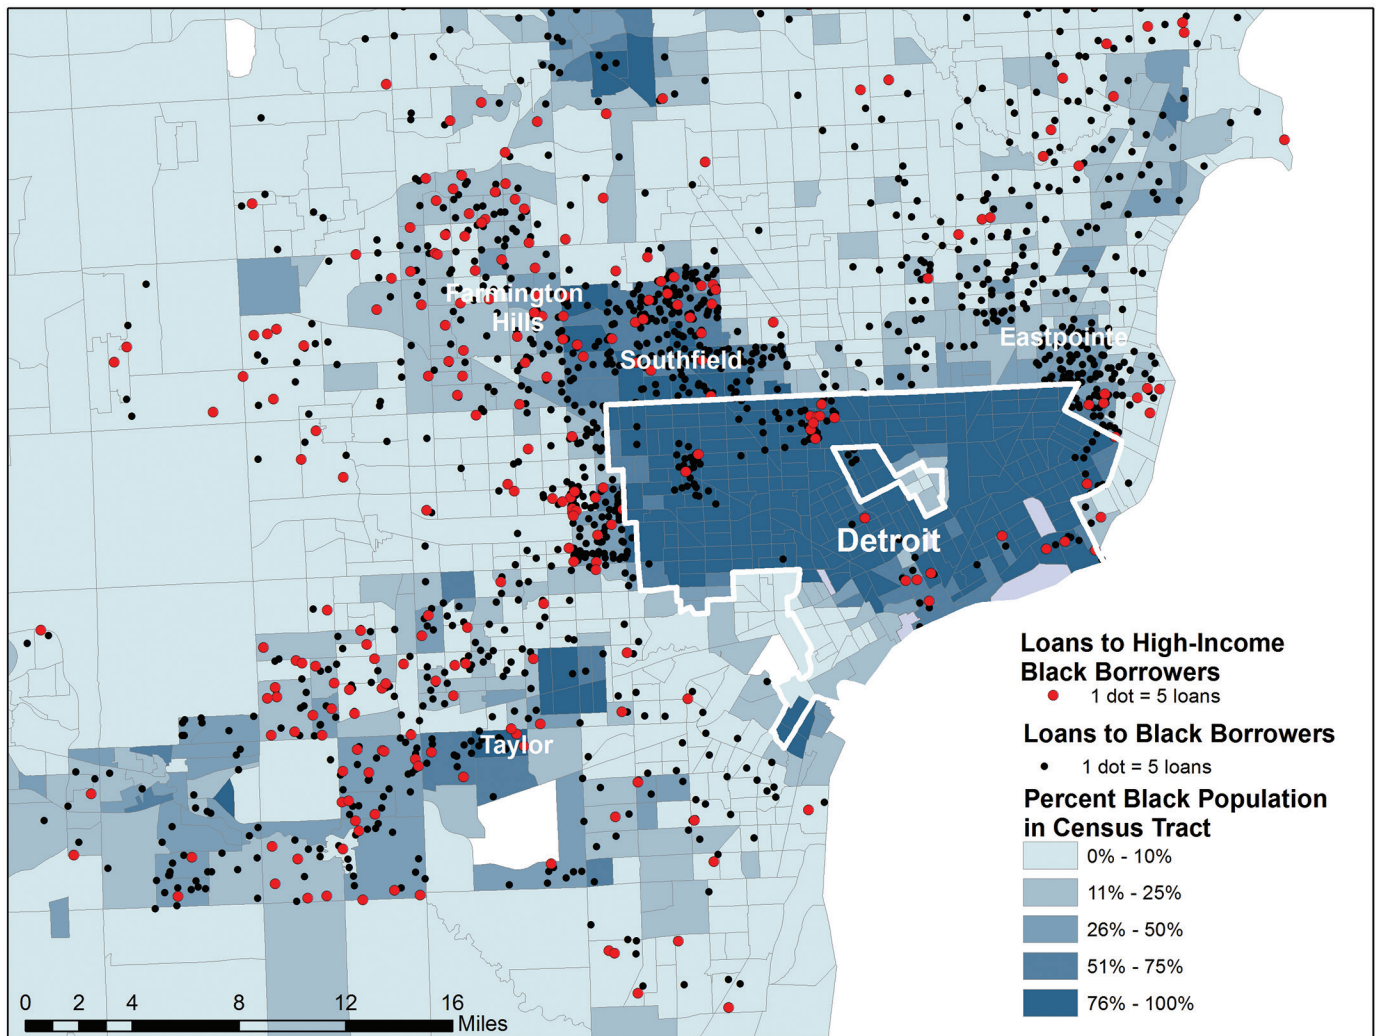 Farmington
Hills
Southfield
Eastpointe
Detroit
Taylor
Loans to High-Income
Black Borrowers
1 dot = 5 loans
Loans to Black Borrowers
1 dot = 5 loans
Percent Black Population
in Census Tract
0% - 10%
11% - 25%
26% - 50%
51% - 75%
76% - 100%
0 2 4 8 12 16
Miles